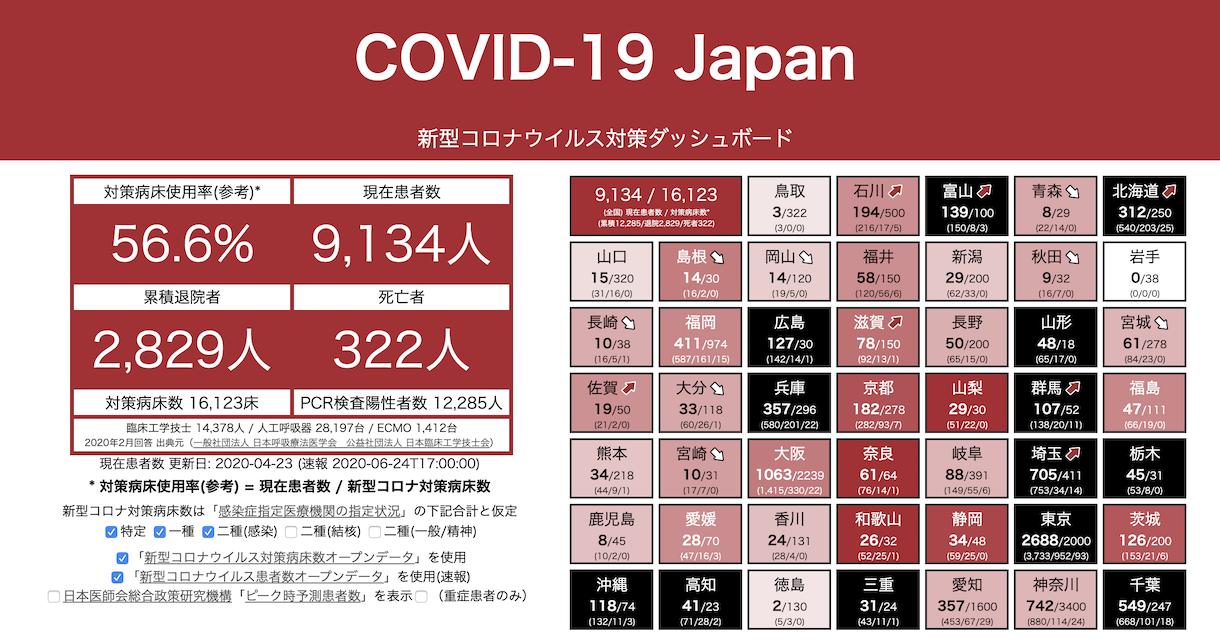 COVID-19 Japan
新型コロナウイルス対策ダッシュボード
対策病床使用率(参考)*
現在患者数
56.6%
9,134人
累積退院者
死亡者
2,829人
322人
対策病床数 16,123床
PCR検査陽性者数 12,285人
臨床工学技士 14,378人 / 人工呼吸器 28,197台 / ECMO 1,412台
2020年2月回答 出典元（一般社団法人 日本呼吸療法医学会　公益社団法人 日本臨床工学技士会）
現在患者数 更新日: 2020-04-23 (速報 2020-06-24T17:00:00)
* 対策病床使用率(参考) = 現在患者数 / 新型コロナ対策病床数
新型コロナ対策病床数は「感染症指定医療機関の指定状況」の下記合計と仮定
特定 一種 二種(感染) 二種(結核) 二種(一般/精神)
「新型コロナウイルス対策病床数オープンデータ」を使用
「新型コロナウイルス患者数オープンデータ」を使用(速報)
日本医師会総合政策研究機構「ピーク時予測患者数」を表示 （重症患者のみ）
9,134 / 16,123
(全国) 現在患者数 / 対策病床数*
(累積12,285/退院2,829/死者322)
鳥取
3/322
(3/0/0)
石川
194/500
(216/17/5)
富山
139/100
(150/8/3)
青森
8/29
(22/14/0)
北海道
312/250
(540/203/25)
山口
15/320
(31/16/0)
島根
14/30
(16/2/0)
岡山
14/120
(19/5/0)
福井
58/150
(120/56/6)
新潟
29/200
(62/33/0)
秋田
9/32
(16/7/0)
岩手
0/38
(0/0/0)
長崎
10/38
(16/5/1)
福岡
411/974
(587/161/15)
広島
127/30
(142/14/1)
滋賀
78/150
(92/13/1)
長野
50/200
(65/15/0)
山形
48/18
(65/17/0)
宮城
61/278
(84/23/0)
佐賀
19/50
(21/2/0)
大分
33/118
(60/26/1)
兵庫
357/296
(580/201/22)
京都
182/278
(282/93/7)
山梨
29/30
(51/22/0)
群馬
107/52
(138/20/11)
福島
47/111
(66/19/0)
熊本
34/218
(44/9/1)
宮崎
10/31
(17/7/0)
大阪
1063/2239
(1,415/330/22)
奈良
61/64
(76/14/1)
岐阜
88/391
(149/55/6)
埼玉
705/411
(753/34/14)
栃木
45/31
(53/8/0)
鹿児島
8/45
(10/2/0)
愛媛
28/70
(47/16/3)
香川
24/131
(28/4/0)
和歌山
26/32
(52/25/1)
静岡
34/48
(59/25/0)
東京
2688/2000
(3,733/952/93)
茨城
126/200
(153/21/6)
沖縄
118/74
(132/11/3)
高知
41/23
(71/28/2)
徳島
2/130
(5/3/0)
三重
31/24
(43/11/1)
愛知
357/1600
(453/67/29)
神奈川
742/3400
(880/114/24)
千葉
549/247
(668/101/18)